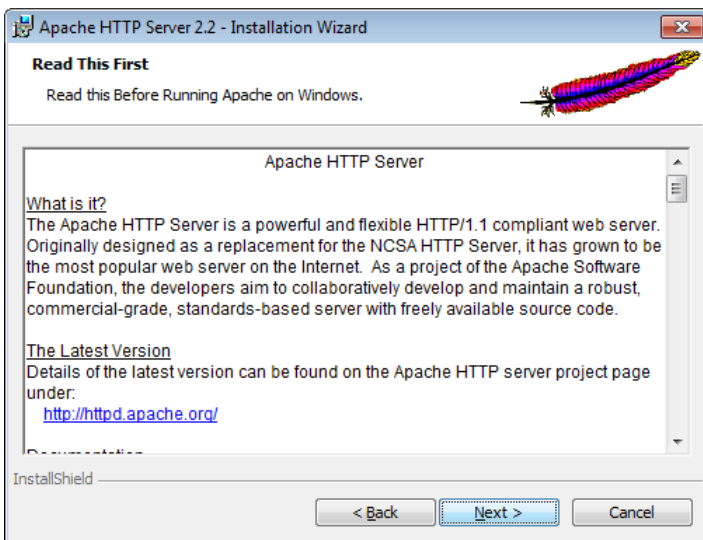 Apache HTTP Server 2.2 - Installation Wizard
Read This First
Read this Before Running Apache on Windows.
Apache HTTP Server
What is it?
The Apache HTTP Server is a powerful and flexible HTTP/1.1 compliant web server.
Originally designed as a replacement for the NCSA HTTP Server, it has grown to be
the most popular web server on the Internet.  As a project of the Apache Software
Foundation, the developers aim to collaboratively develop and maintain a robust,
commercial-grade, standards-based server with freely available source code.
The Latest Version
Details of the latest version can be found on the Apache HTTP server project page
under:
http://httpd.apache.org/
Documentation
InstallShield
< Back
Next >
Cancel